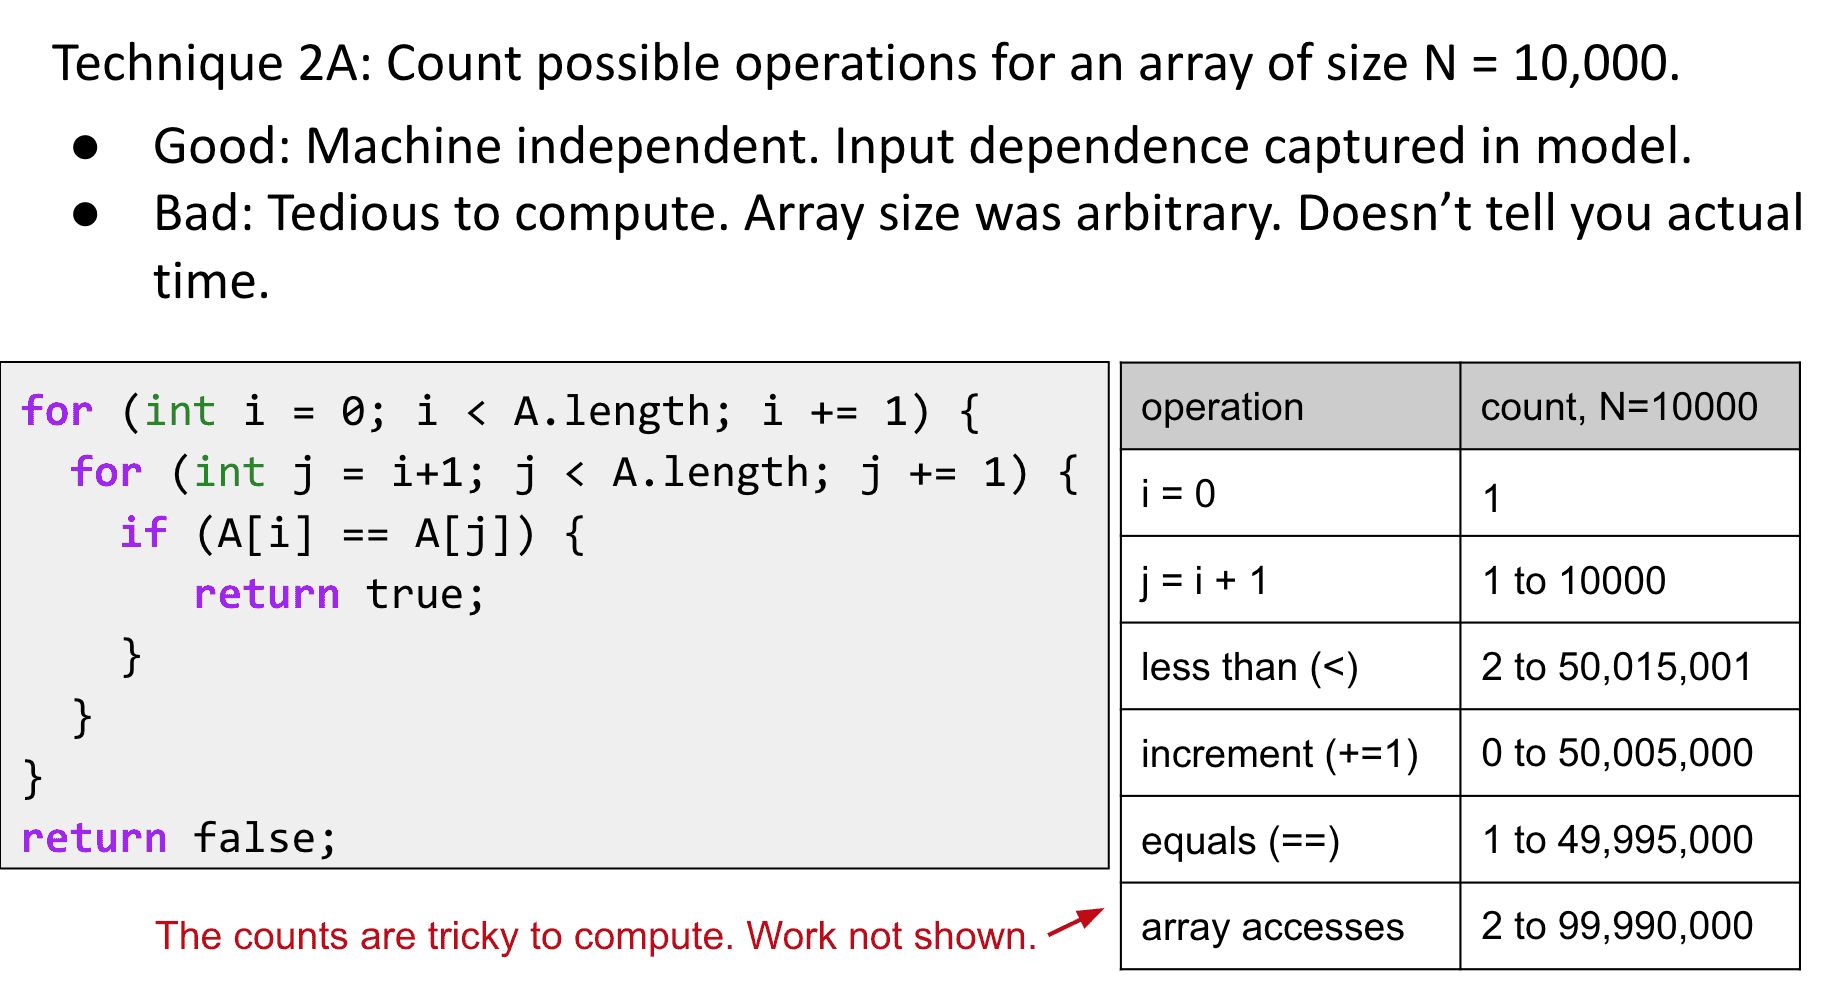 Technique 2A: Count possible operations for an array of size N = 10,000.
● Good: Machine independent. Input dependence captured in model.
● Bad: Tedious to compute. Array size was arbitrary. Doesn’t tell you actual
time.
for (int i = 0; i < A.length; i += 1) {
  for (int j = i+1; j < A.length; j += 1) {
    if (A[i] == A[j]) {
       return true;
    }
  }
}
return false;
operation count, N=10000
i = 0 1
j = i + 1 1 to 10000
less than (<) 2 to 50,015,001
increment (+=1) 0 to 50,005,000
equals (==) 1 to 49,995,000
array accesses 2 to 99,990,000
The counts are tricky to compute. Work not shown.